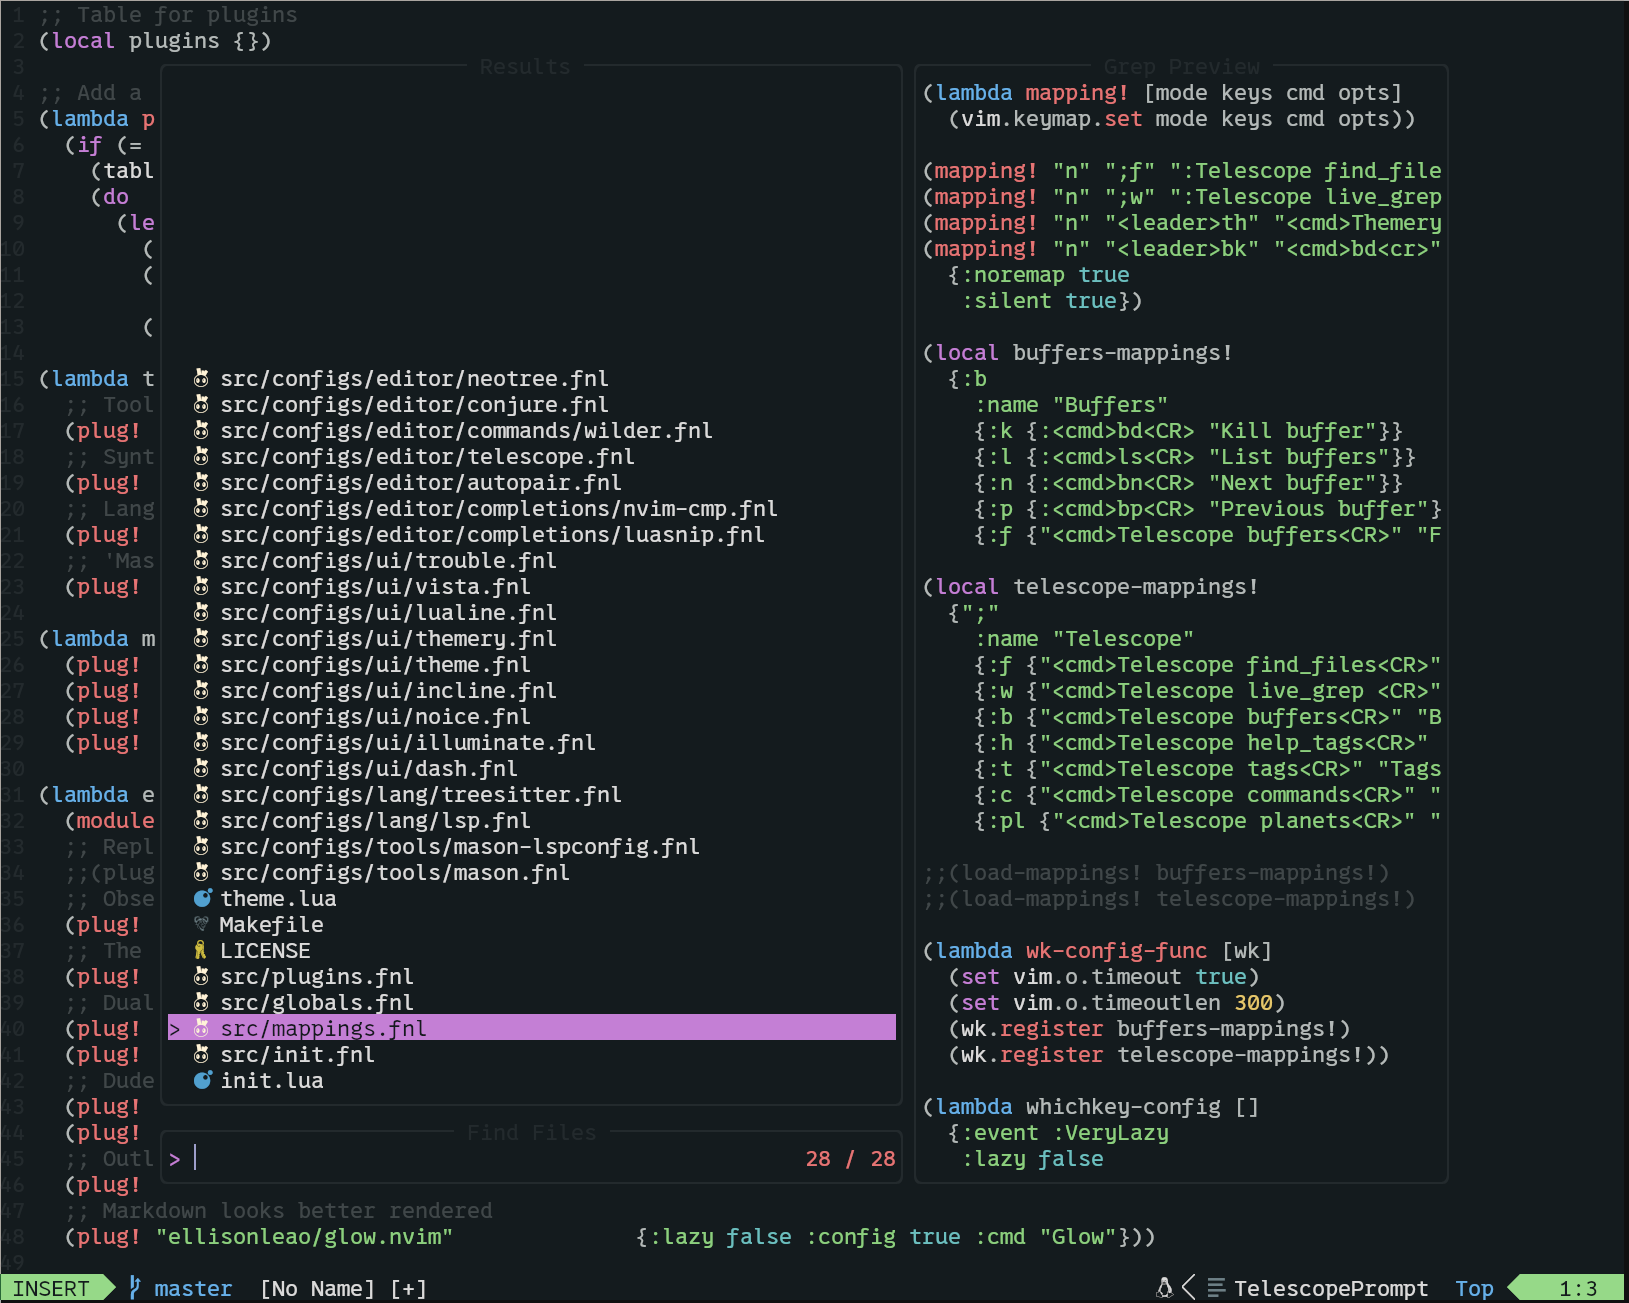 1 ;; Table for plugins
2 (local plugins {})
3
4 ;; Add a
5 (lambda p
6 (if (=
7 (tabl
8 (do
9 (le
10 (
11 (
12
13 (
14
15 (lambda t
16 ;; Tool
17 (plug!
18 ;; Synt
19 (plug!
20 ;; Lang
21 (plug!
22 ;; 'Mas
23 (plug!
24
25 (lambda m
26 (plug!
27 (plug!
28 (plug!
29 (plug!
30
31 (lambda e
32 (module
33 ;; Repl
34 ;;(plug
35 ;; Obse
36 (plug!
37 ;; The
38 (plug!
39 ;; Dual
40 (plug!
41 (plug!
42 ;; Dude
43 (plug!
44 (plug!
45 ;; Outl
46 (plug!
47 ;; Markdown looks better rendered
48 (plug! "ellisonleao/glow.nvim" {:lazy false :config true :cmd "Glow"}))
49
Results
src/configs/editor/neotree.fnl
src/configs/editor/conjure.fnl
src/configs/editor/commands/wilder.fnl
src/configs/editor/telescope.fnl
src/configs/editor/autopair.fnl
src/configs/editor/completions/nvim-cmp.fnl
src/configs/editor/completions/luasnip.fnl
src/configs/ui/trouble.fnl
src/configs/ui/vista.fnl
src/configs/ui/lualine.fnl
src/configs/ui/themery.fnl
src/configs/ui/theme.fnl
src/configs/ui/incline.fnl
src/configs/ui/noice.fnl
src/configs/ui/illuminate.fnl
src/configs/ui/dash.fnl
src/configs/lang/treesitter.fnl
src/configs/lang/lsp.fnl
src/configs/tools/mason-lspconfig.fnl
src/configs/tools/mason.fnl
theme.lua
Makefile
LICENSE
src/plugins.fnl
src/globals.fnl
> src/mappings.fnl
src/init.fnl
init.lua
Find Files
> 28 / 28
Grep Preview
(lambda mapping! [mode keys cmd opts]
(vim.keymap.set mode keys cmd opts))
(mapping! "n" ";f" ":Telescope find_file
(mapping! "n" ";w" ":Telescope live_grep
(mapping! "n" "<leader>th" "<cmd>Themery
(mapping! "n" "<leader>bk" "<cmd>bd<cr>"
{:noremap true
:silent true})
(local buffers-mappings!
{:b
:name "Buffers"
{:k {:<cmd>bd<CR> "Kill buffer"}}
{:l {:<cmd>ls<CR> "List buffers"}}
{:n {:<cmd>bn<CR> "Next buffer"}}
{:p {:<cmd>bp<CR> "Previous buffer"}
{:f {"<cmd>Telescope buffers<CR>" "F
(local telescope-mappings!
{";"
:name "Telescope"
{:f {"<cmd>Telescope find_files<CR>"
{:w {"<cmd>Telescope live_grep <CR>"
{:b {"<cmd>Telescope buffers<CR>" "B
{:h {"<cmd>Telescope help_tags<CR>"
{:t {"<cmd>Telescope tags<CR>" "Tags
{:c {"<cmd>Telescope commands<CR>" "
{:pl {"<cmd>Telescope planets<CR>" "
;;(load-mappings! buffers-mappings!)
;;(load-mappings! telescope-mappings!)
(lambda wk-config-func [wk]
(set vim.o.timeout true)
(set vim.o.timeoutlen 300)
(wk.register buffers-mappings!)
(wk.register telescope-mappings!))
(lambda whichkey-config []
{:event :VeryLazy
:lazy false
INSERT master [No Name] [+] TelescopePrompt Top 1:3